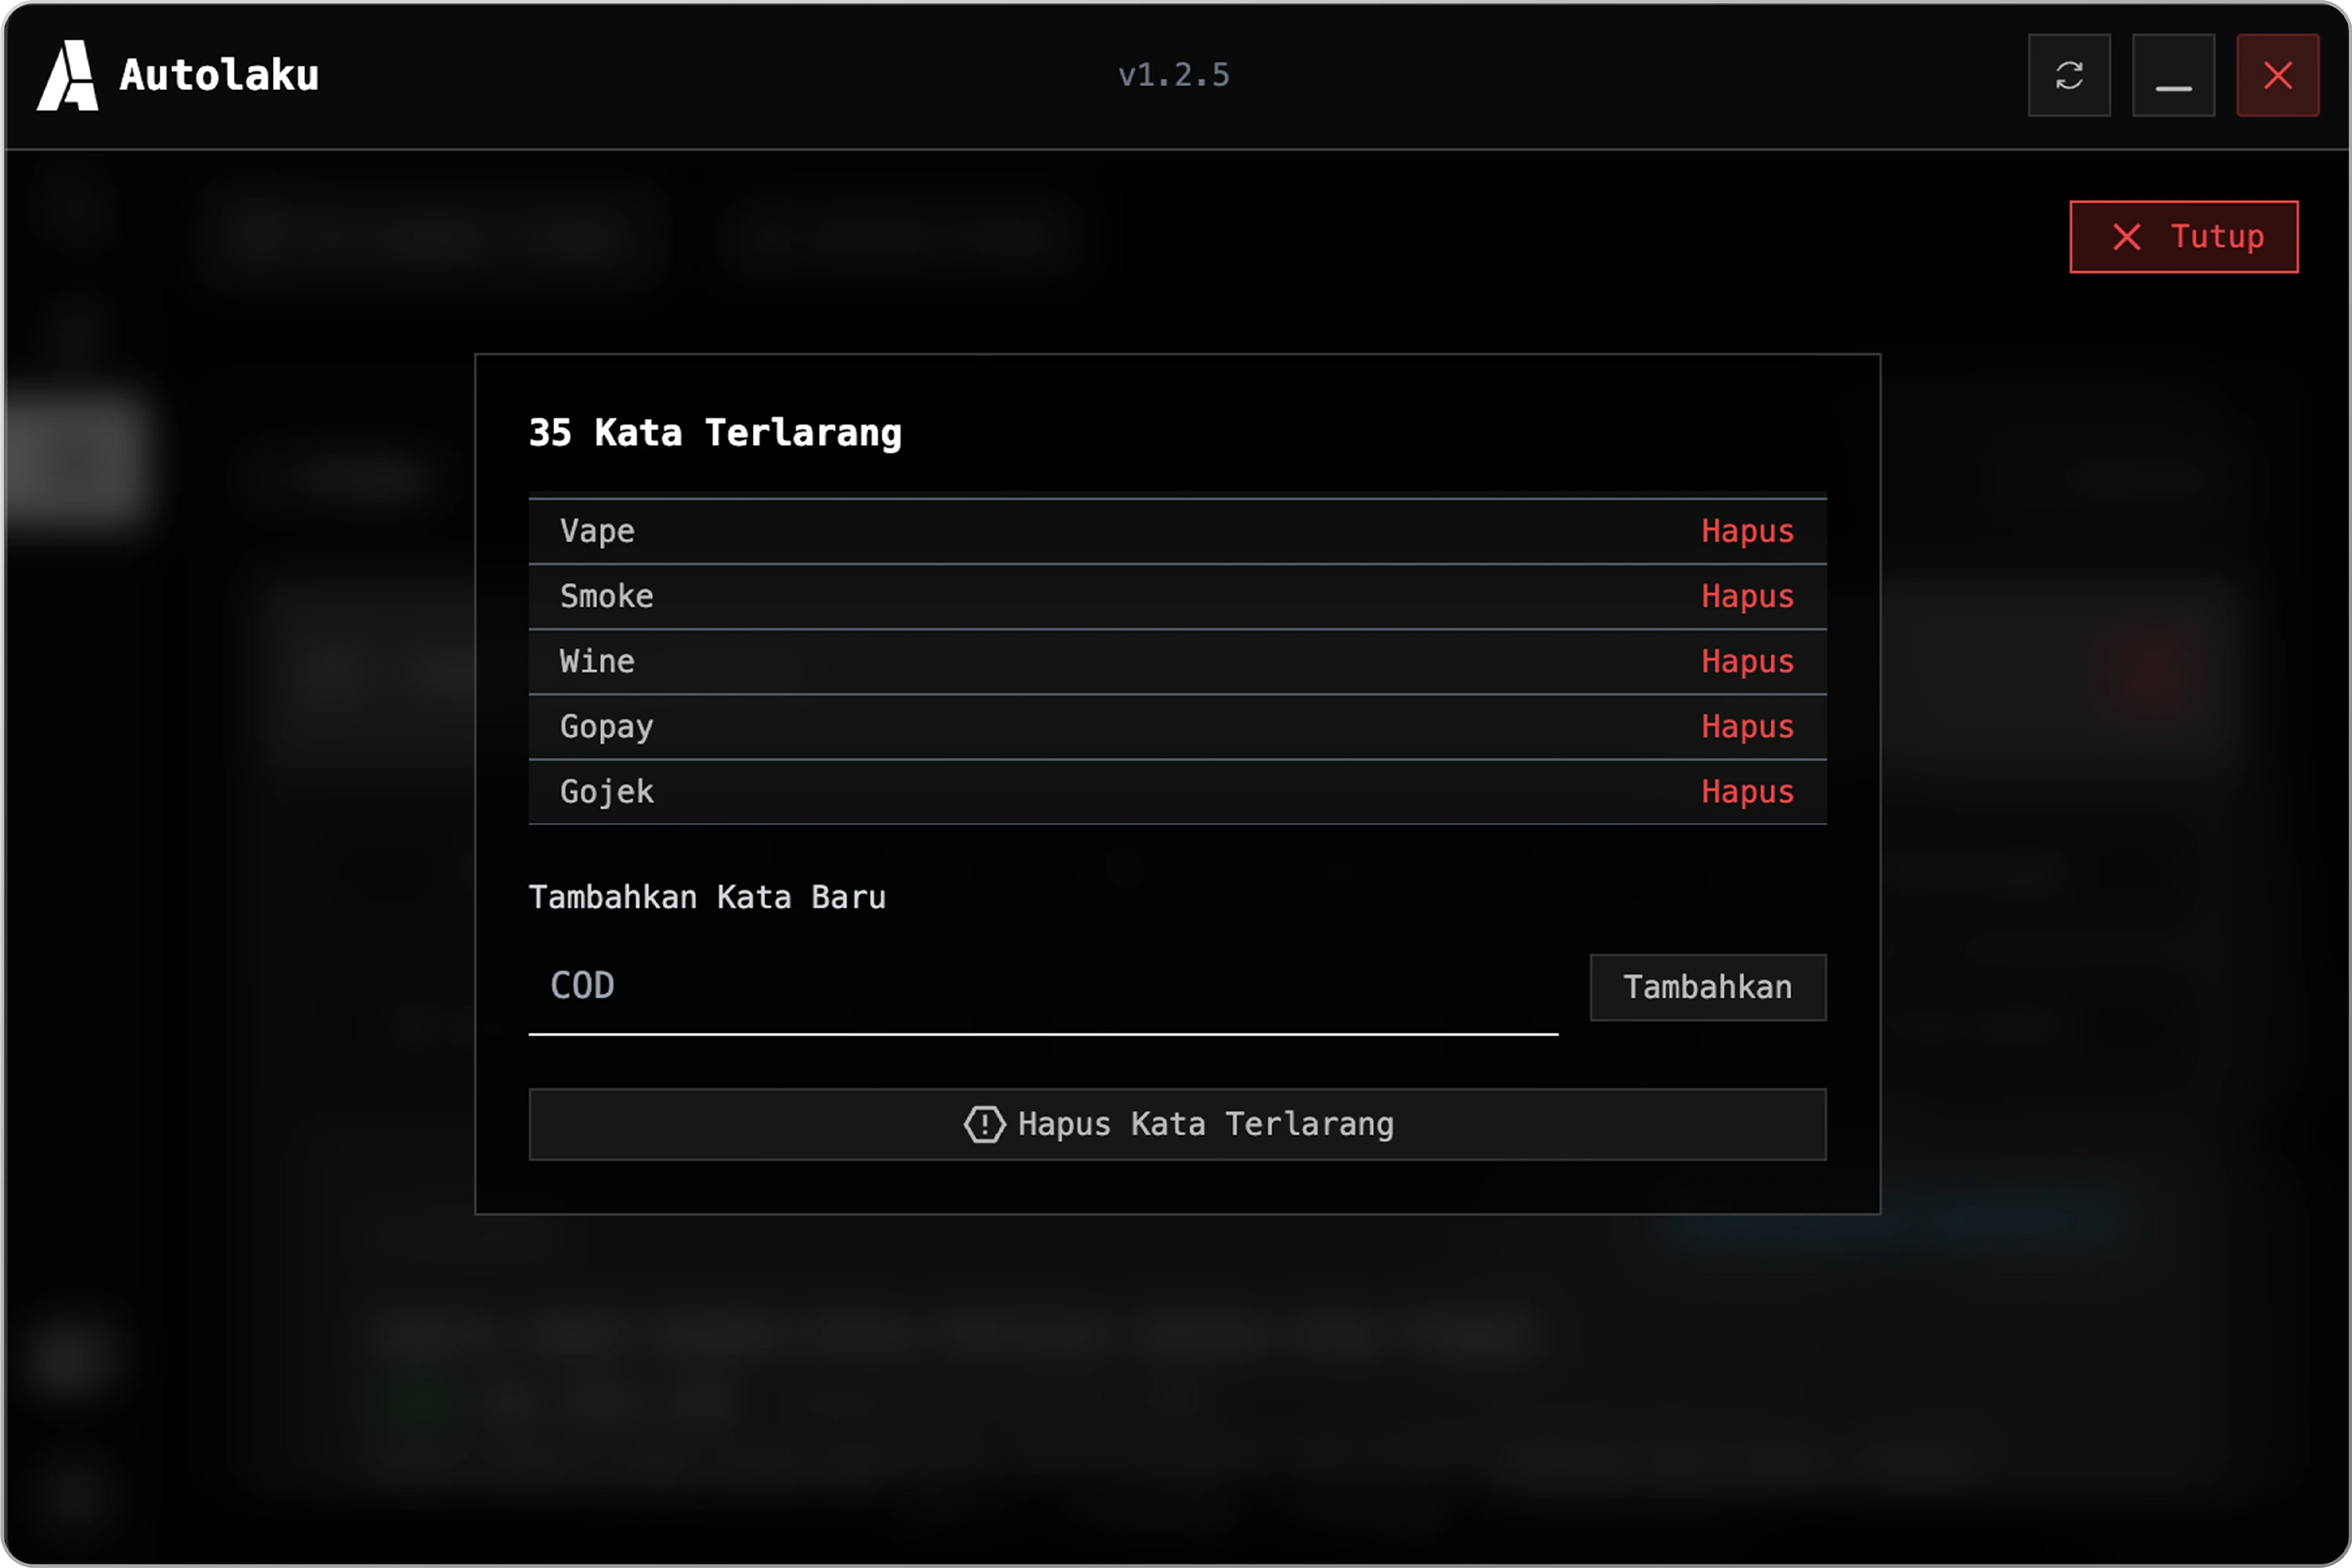 Autolaku
v1.2.5
Tutup
35 Kata Terlarang
Vape Hapus
Smoke Hapus
Wine Hapus
Gopay Hapus
Gojek Hapus
Tambahkan Kata Baru
COD Tambahkan
Hapus Kata Terlarang